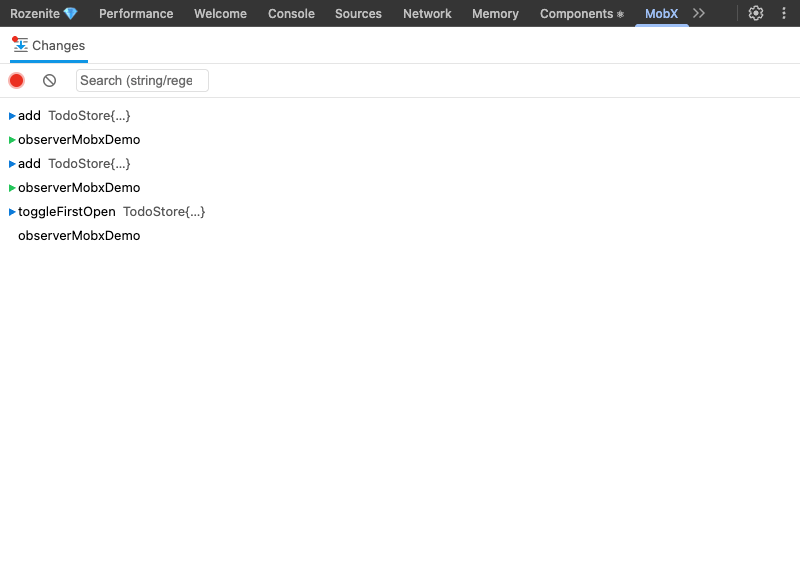 Rozenite 💎 Performance Welcome Console Sources Network Memory Components ⚛ MobX
Changes
Search (string/rege
add TodoStore{...}
observerMobxDemo
add TodoStore{...}
observerMobxDemo
toggleFirstOpen TodoStore{...}
observerMobxDemo